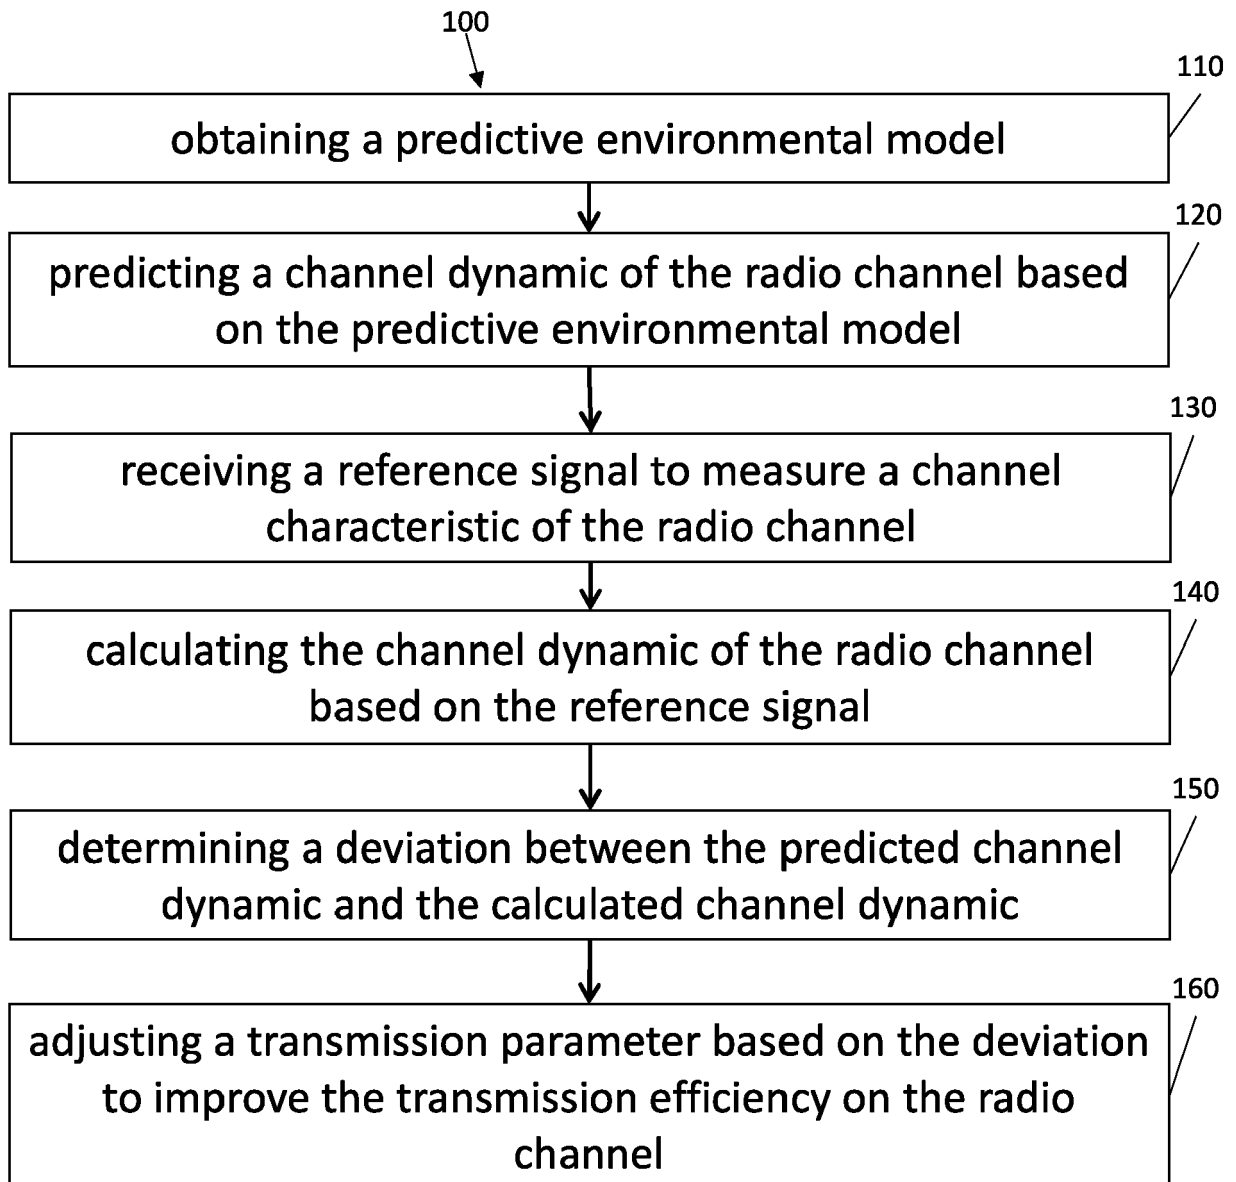 100
110
obtaining a predictive environmental model
120
predicting a channel dynamic of the radio channel based
on the predictive environmental model
130
receiving a reference signal to measure a channel
characteristic of the radio channel
140
calculating the channel dynamic of the radio channel
based on the reference signal
150
determining a deviation between the predicted channel
dynamic and the calculated channel dynamic
160
adjusting a transmission parameter based on the deviation
to improve the transmission efficiency on the radio
channel